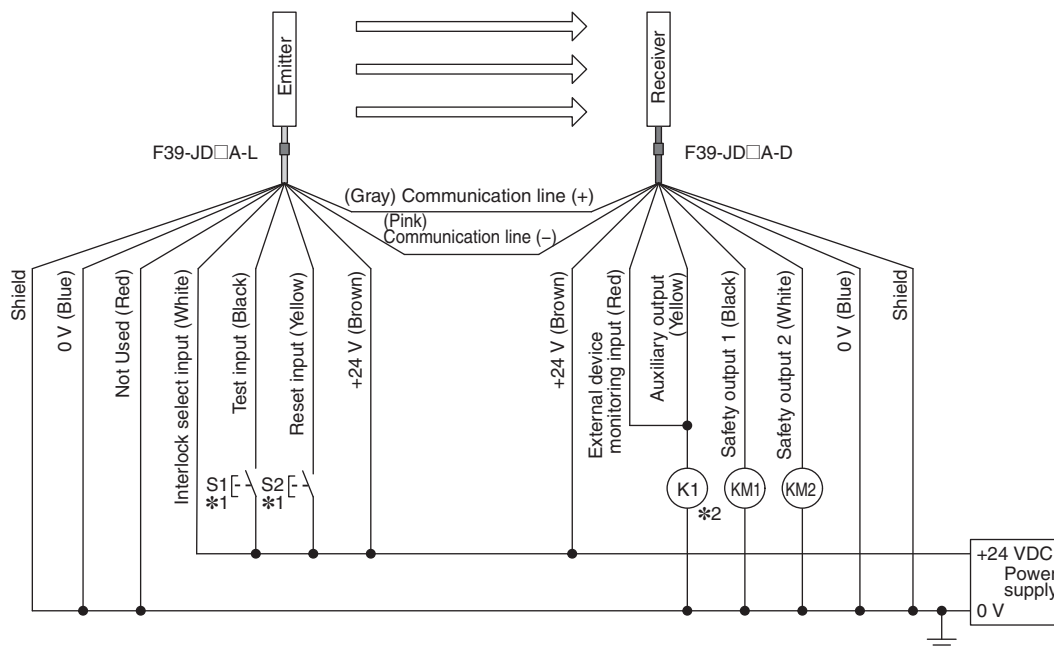 Emitter
Receiver
F39-JD□A-L
F39-JD□A-D
(Gray) Communication line (+)
(Pink)
Communication line (–)
Shield
0 V (Blue)
Not Used (Red)
Interlock select input (White)
Test input (Black)
Reset input (Yellow)
+24 V (Brown)
+24 V (Brown)
External device
monitoring input (Red)
Auxiliary output
(Yellow)
Safety output 1 (Black)
Safety output 2 (White)
0 V (Blue)
Shield
S1
✻1
S2
✻1
K1
✻2
KM1
KM2
+24 VDC
Power
supply
0 V